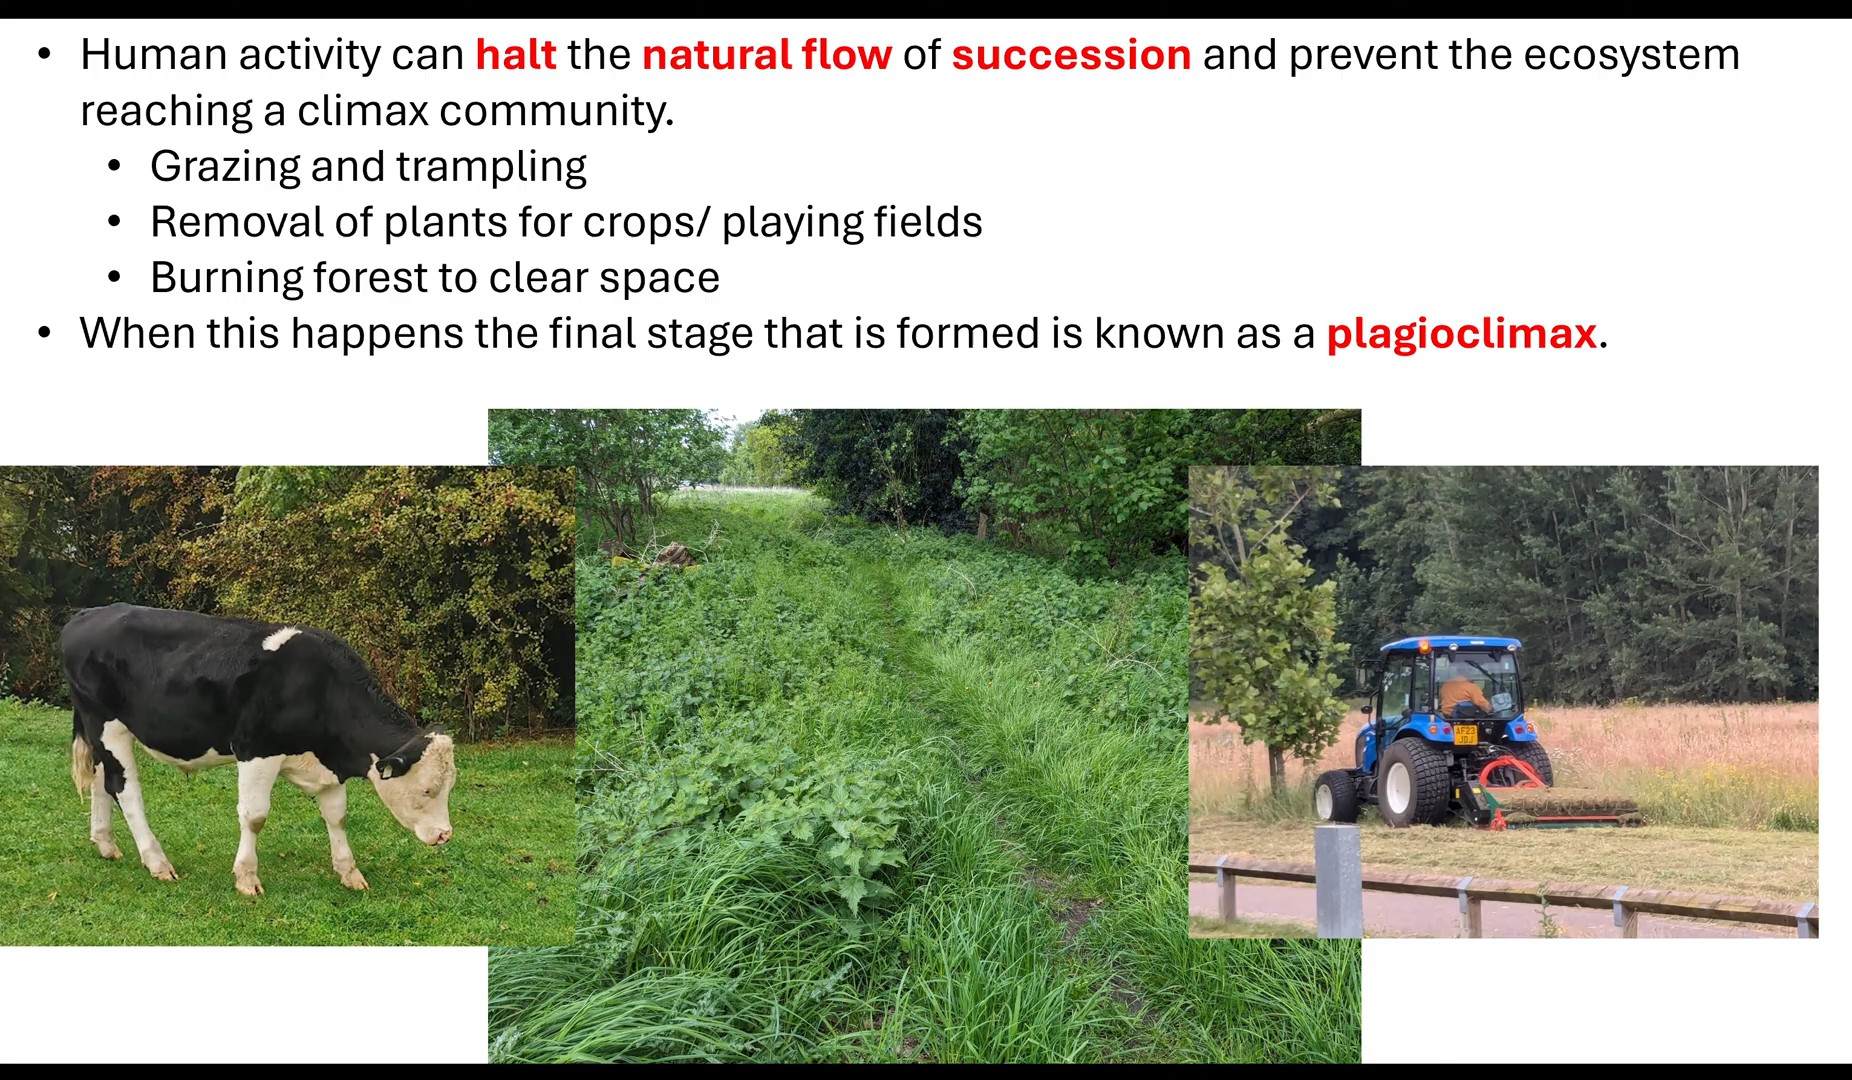 • Human activity can halt the natural flow of succession and prevent the ecosystem
reaching a climax community.
• Grazing and trampling
• Removal of plants for crops/ playing fields
• Burning forest to clear space
• When this happens the final stage that is formed is known as a plagioclimax.
AF23
JDJ